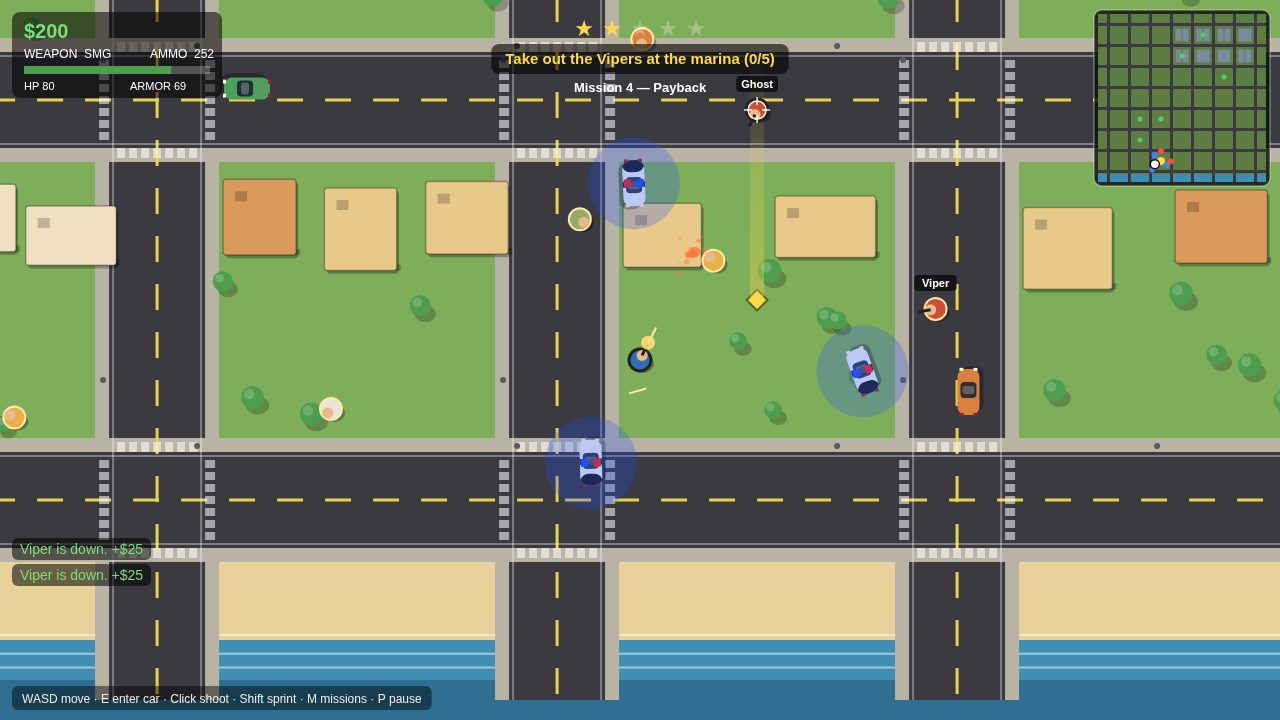 $200
WEAPON SMG AMMO 252
HP 80 ARMOR 69
Take out the Vipers at the marina (0/5)
Mission 4 — Payback
Ghost
Viper
Viper is down. +$25
Viper is down. +$25
WASD move · E enter car · Click shoot · Shift sprint · M missions · P pause